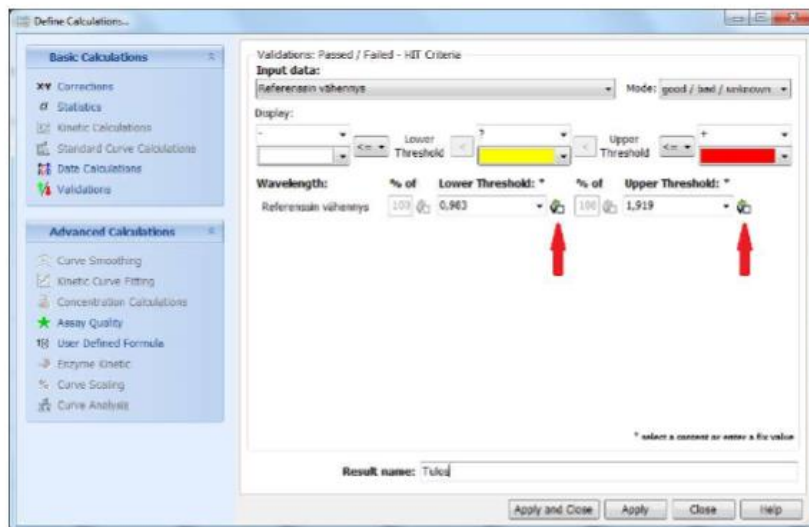 Define Calculations...
Basic Calculations
Corrections
Statistics
Kinetic Calculations
Standard Curve Calculations
Date Calculations
Validations
Advanced Calculations
Curve Smoothing
Kinetic Curve Fitting
Concentration Calculations
Assay Quality
User Defined Formula
Enzyme Kinetic
Curve Scaling
Curve Analysis
Validations: Passed / Failed - HIT Criteria
Input data:
Referenssin vähennys Mode: good / bad / unknown
Display:
- <= Lower Threshold < ? < Upper Threshold <= +
Wavelength: % of Lower Threshold: * % of Upper Threshold: *
Referenssin vähennys 100 0,983 100 1,919
* select a content or enter a fix value
Result name: Tulos
Apply and Close Apply Close Help